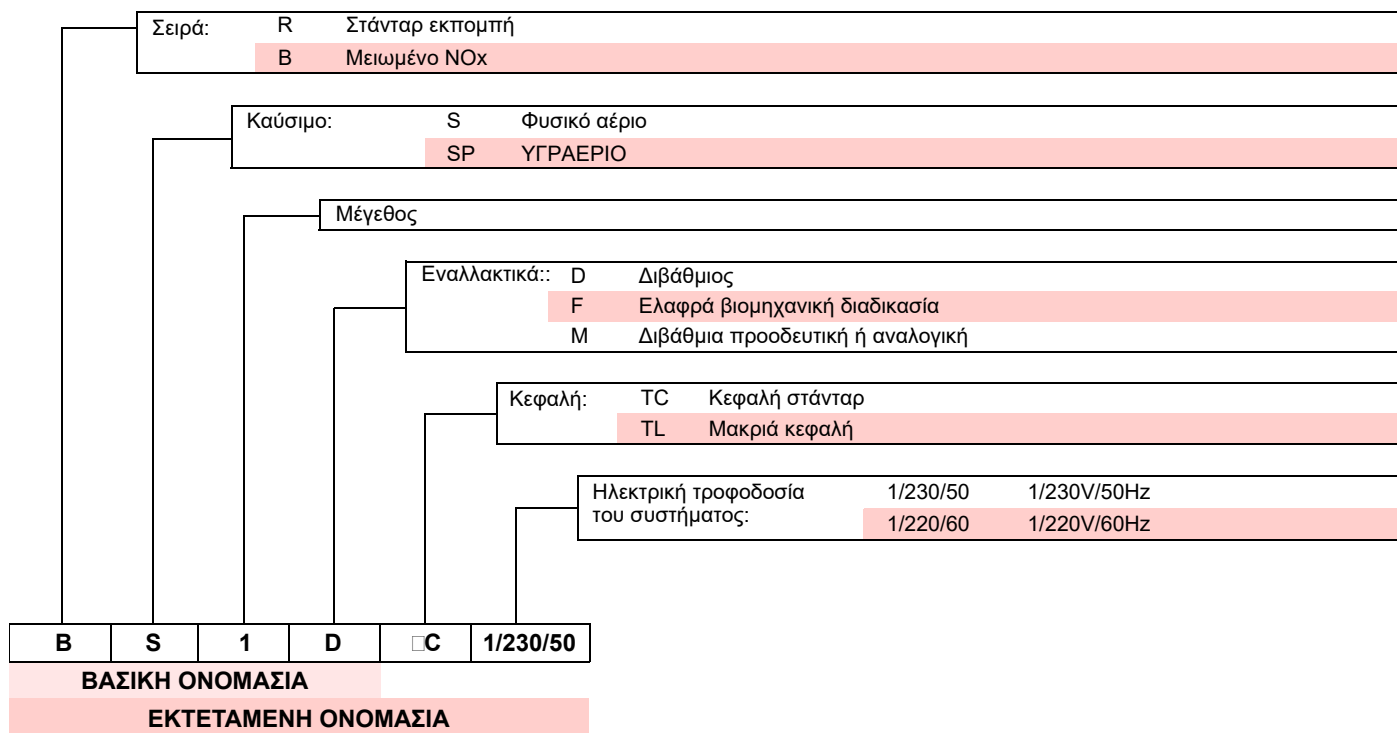 Σειρά: R Στάνταρ εκπομπή
B Μειωμένο NOx
Καύσιμο: S Φυσικό αέριο
SP ΥΓΡΑΕΡΙΟ
Μέγεθος
Εναλλακτικά:: D Διβάθμιος
F Ελαφρά βιομηχανική διαδικασία
M Διβάθμια προοδευτική ή αναλογική
Κεφαλή: TC Κεφαλή στάνταρ
TL Μακριά κεφαλή
Ηλεκτρική τροφοδοσία 1/230/50 1/230V/50Hz
του συστήματος: 1/220/60 1/220V/60Hz
B S 1 D □C 1/230/50
ΒΑΣΙΚΗ ΟΝΟΜΑΣΙΑ
ΕΚΤΕΤΑΜΕΝΗ ΟΝΟΜΑΣΙΑ